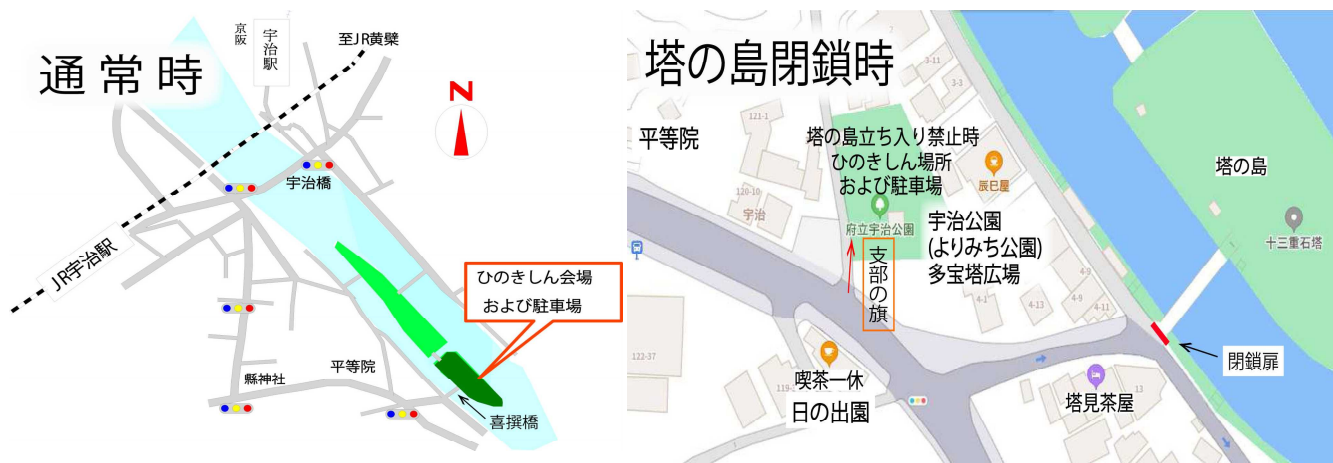 通常時
京阪
宇治駅
至JR黄檗
N
宇治橋
JR宇治駅
ひのきしん会場
および駐車場
縣神社
平等院
喜撰橋
塔の島閉鎖時
平等院
121-1
3-11
3-3
塔の島立ち入り禁止時
ひのきしん場所
および駐車場
辰巳屋
塔の島
120-10
宇治
府立宇治公園
宇治公園
(よりみち公園)
多宝塔広場
十三重石塔
支部の旗
4-9
4-1
4-13
4-9
4-11
122-37
喫茶一休
日の出園
塔見茶屋
13
閉鎖扉